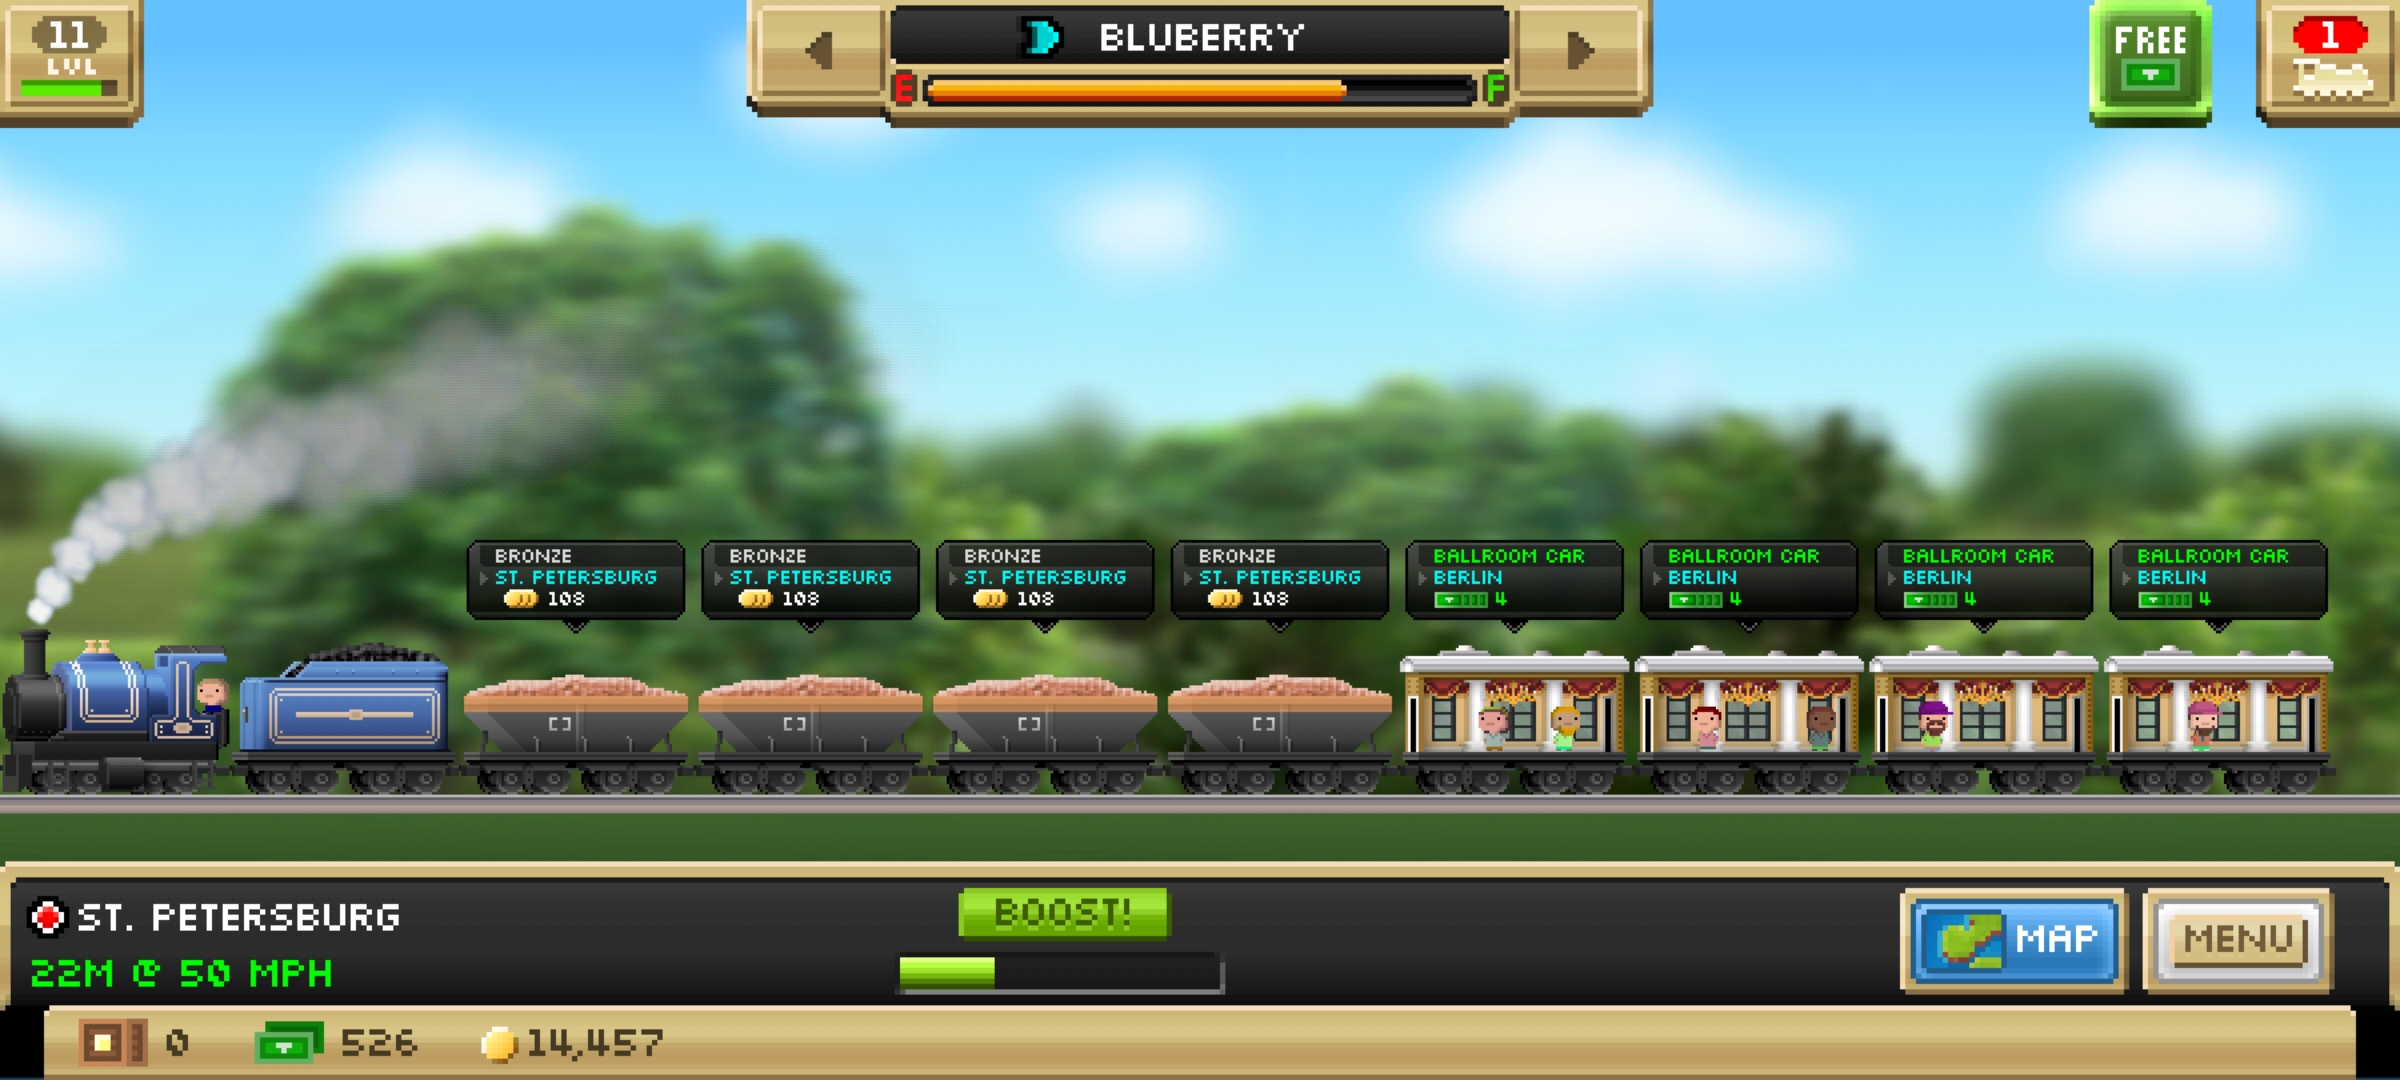 11
LVL
BLUBERRY
E F
FREE
1
BRONZE
ST. PETERSBURG
108
BRONZE
ST. PETERSBURG
108
BRONZE
ST. PETERSBURG
108
BRONZE
ST. PETERSBURG
108
BALLROOM CAR
BERLIN
4
BALLROOM CAR
BERLIN
4
BALLROOM CAR
BERLIN
4
BALLROOM CAR
BERLIN
4
ST. PETERSBURG
22M @ 50 MPH
BOOST!
MAP
MENU
0
526
14,457